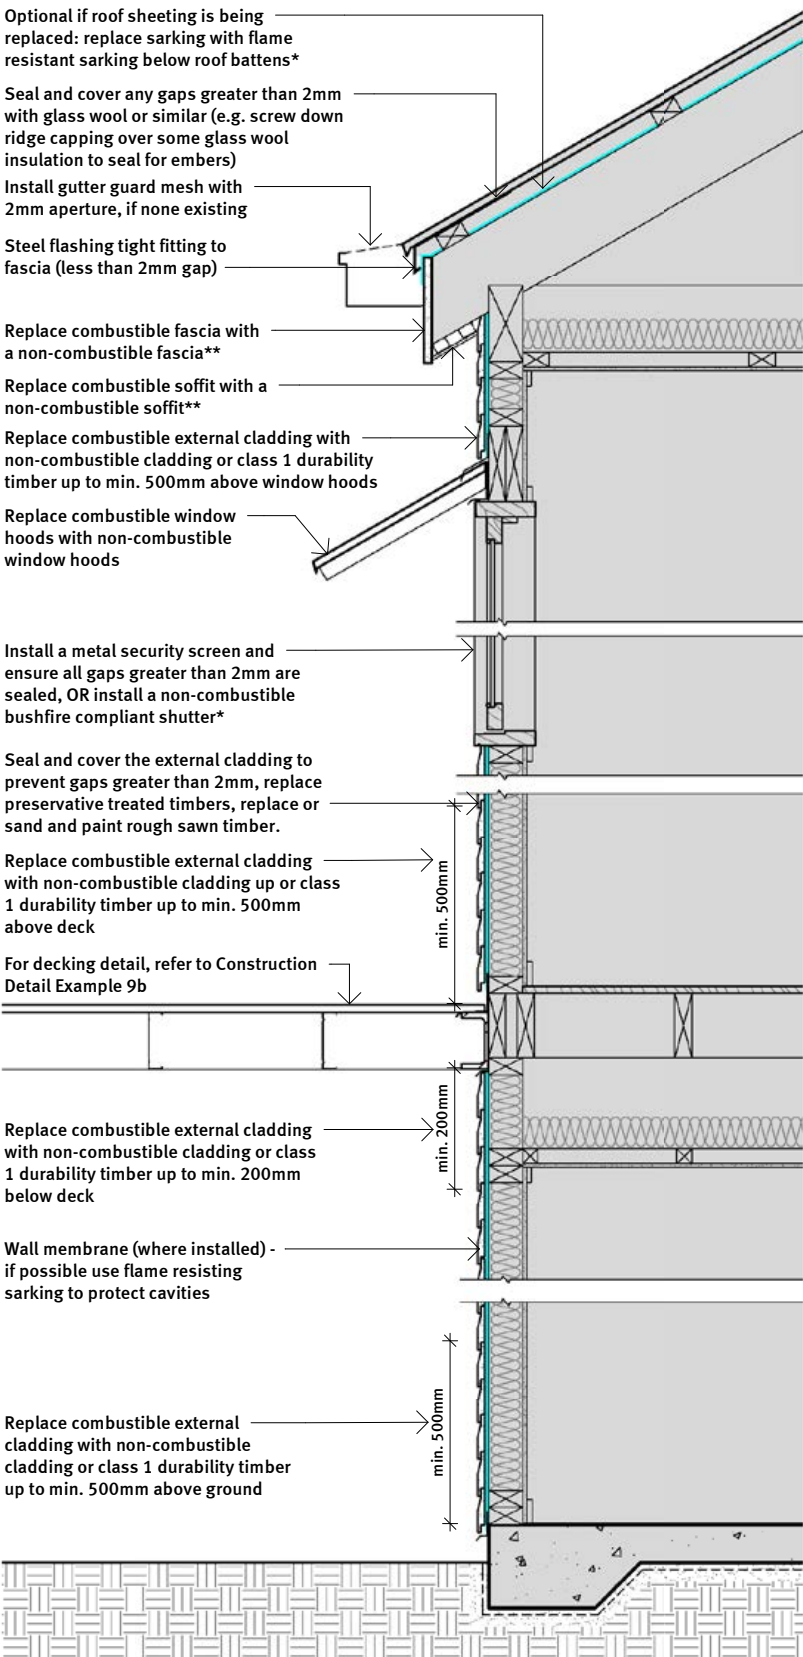 Optional if roof sheeting is being
replaced: replace sarking with flame
resistant sarking below roof battens*
Seal and cover any gaps greater than 2mm
with glass wool or similar (e.g. screw down
ridge capping over some glass wool
insulation to seal for embers)
Install gutter guard mesh with
2mm aperture, if none existing
Steel flashing tight fitting to
fascia (less than 2mm gap)
Replace combustible fascia with
a non-combustible fascia**
Replace combustible soffit with a
non-combustible soffit**
Replace combustible external cladding with
non-combustible cladding or class 1 durability
timber up to min. 500mm above window hoods
Replace combustible window
hoods with non-combustible
window hoods
Install a metal security screen and
ensure all gaps greater than 2mm are
sealed, OR install a non-combustible
bushfire compliant shutter*
Seal and cover the external cladding to
prevent gaps greater than 2mm, replace
preservative treated timbers, replace or
sand and paint rough sawn timber.
Replace combustible external cladding
with non-combustible cladding up or class
1 durability timber up to min. 500mm
above deck
min. 500mm
For decking detail, refer to Construction
Detail Example 9b
Replace combustible external cladding
with non-combustible cladding or class
1 durability timber up to min. 200mm
below deck
min. 200mm
Wall membrane (where installed) -
if possible use flame resisting
sarking to protect cavities
Replace combustible external
cladding with non-combustible
cladding or class 1 durability timber
up to min. 500mm above ground
min. 500mm